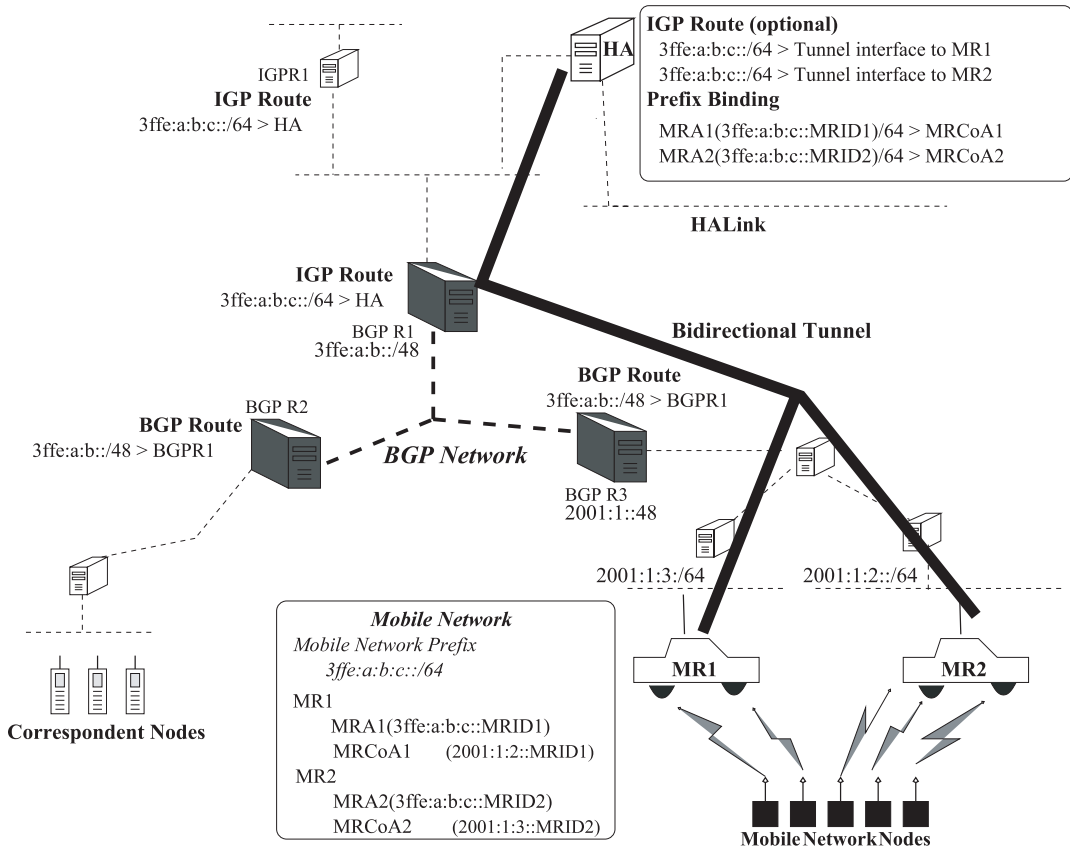 IGPR1
IGP Route
3ffe:a:b:c::/64 > HA
HA
IGP Route (optional)
3ffe:a:b:c::/64 > Tunnel interface to MR1
3ffe:a:b:c::/64 > Tunnel interface to MR2
Prefix Binding
MRA1(3ffe:a:b:c::MRID1)/64 > MRCoA1
MRA2(3ffe:a:b:c::MRID2)/64 > MRCoA2
HALink
IGP Route
3ffe:a:b:c::/64 > HA
BGP R1
3ffe:a:b::/48
Bidirectional Tunnel
BGP Route
3ffe:a:b::/48 > BGPR1
BGP R2
BGP Route
3ffe:a:b::/48 > BGPR1
BGP Network
BGP R3
2001:1::48
2001:1:3:/64
2001:1:2::/64
Mobile Network
Mobile Network Prefix
3ffe:a:b:c::/64
MR1
MRA1(3ffe:a:b:c::MRID1)
MRCoA1 (2001:1:2::MRID1)
MR2
MRA2(3ffe:a:b:c::MRID2)
MRCoA2 (2001:1:3::MRID2)
MR1
MR2
Correspondent Nodes
Mobile Network Nodes